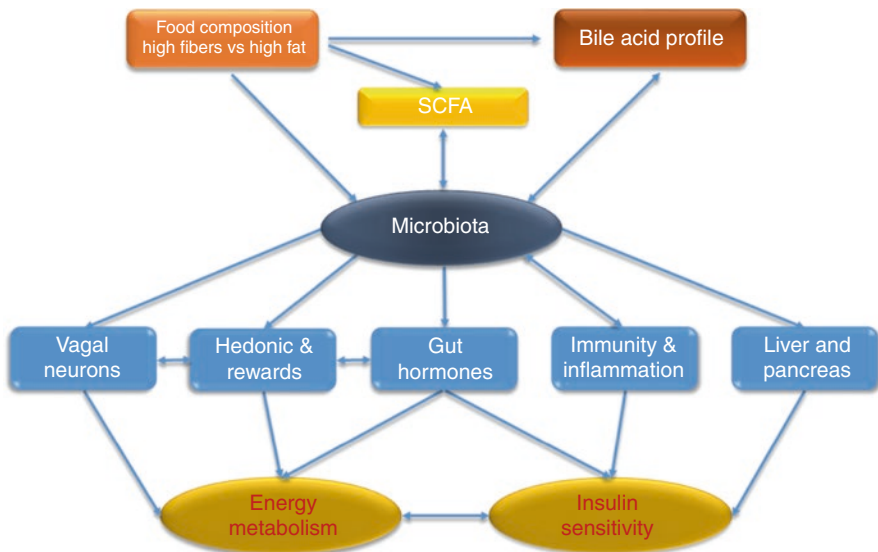 Food composition
high fibers vs high fat
Bile acid profile
SCFA
Microbiota
Vagal
neurons
Hedonic &
rewards
Gut
hormones
Immunity &
inflammation
Liver and
pancreas
Energy
metabolism
Insulin
sensitivity